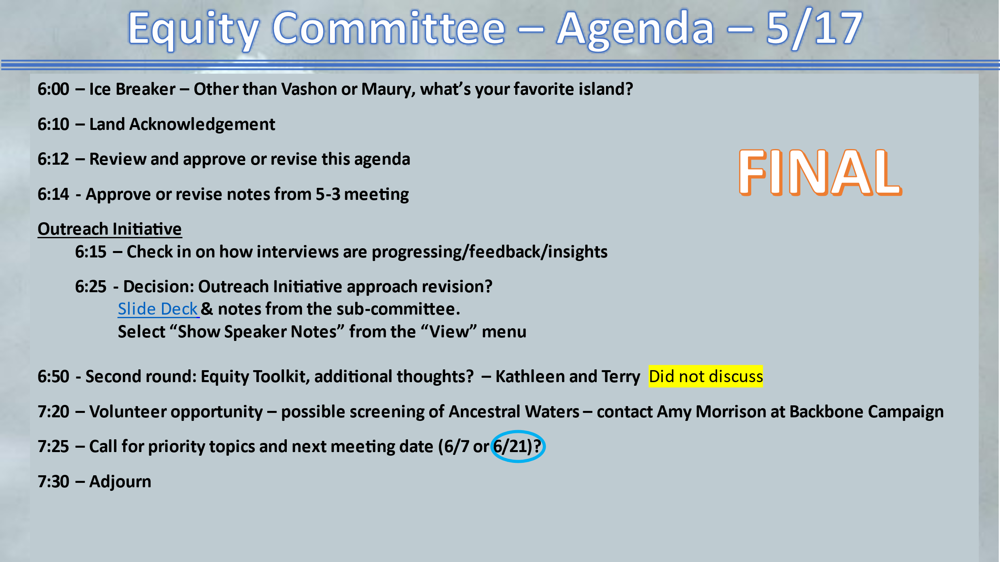 Equity Committee – Agenda – 5/17
6:00 – Ice Breaker – Other than Vashon or Maury, what’s your favorite island?
6:10 – Land Acknowledgement
6:12 – Review and approve or revise this agenda
FINAL
6:14 - Approve or revise notes from 5-3 meeting
Outreach Initiative
6:15 – Check in on how interviews are progressing/feedback/insights
6:25 - Decision: Outreach Initiative approach revision?
Slide Deck & notes from the sub-committee.
Select “Show Speaker Notes” from the “View” menu
6:50 - Second round: Equity Toolkit, additional thoughts? – Kathleen and Terry Did not discuss
7:20 – Volunteer opportunity – possible screening of Ancestral Waters – contact Amy Morrison at Backbone Campaign
7:25 – Call for priority topics and next meeting date (6/7 or 6/21)?
7:30 – Adjourn